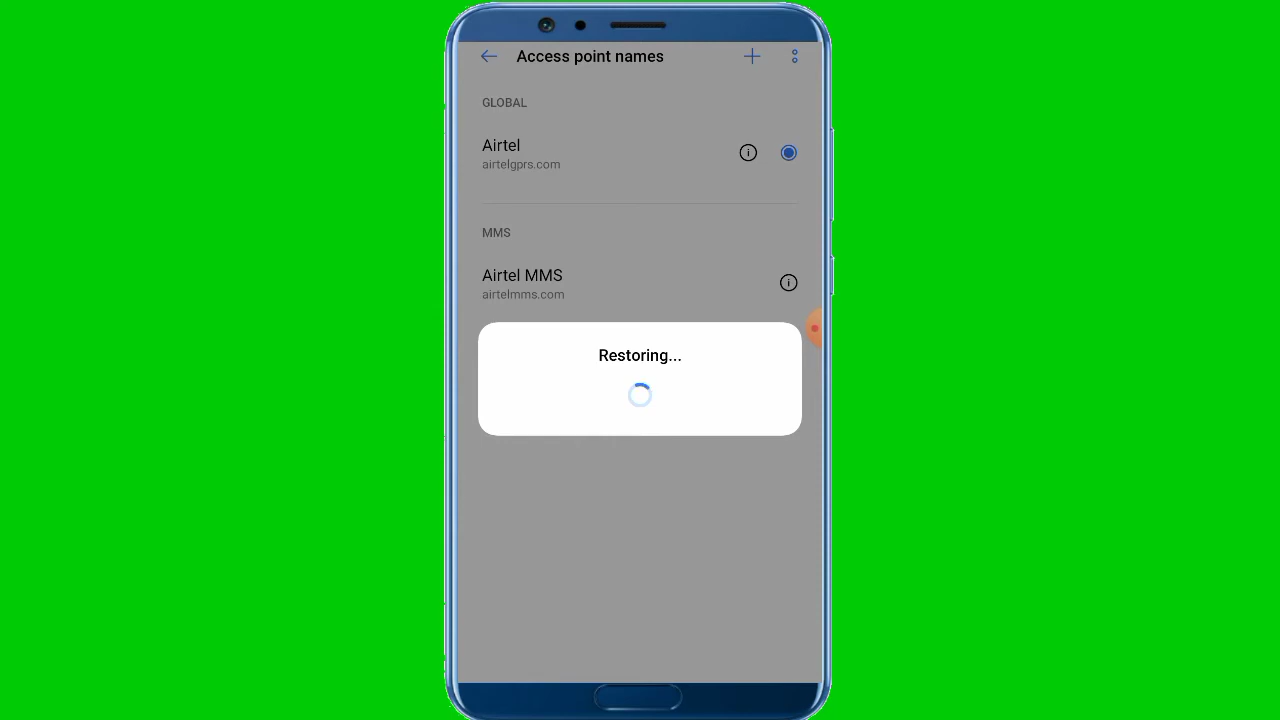 Access point names
GLOBAL
Airtel
airtelgprs.com
MMS
Airtel MMS
airtelmms.com
Restoring...